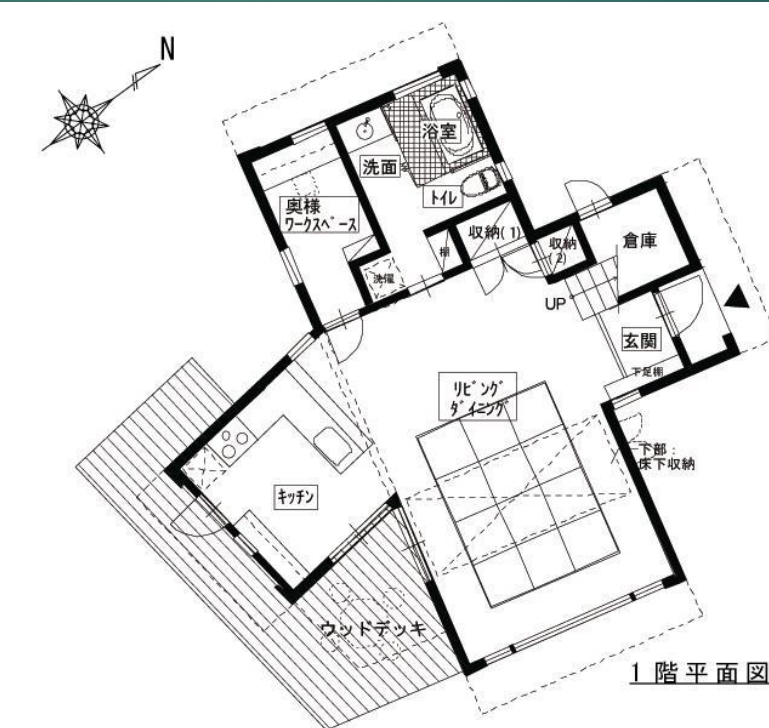 N
浴室
洗面
トイレ
奥様
ワークスペース
収納(1)
収納
(2)
倉庫
棚
洗濯
UP
玄関
下足棚
リビング
ダイニング
下部：
床下収納
キッチン
ウッドデッキ
1階平面図